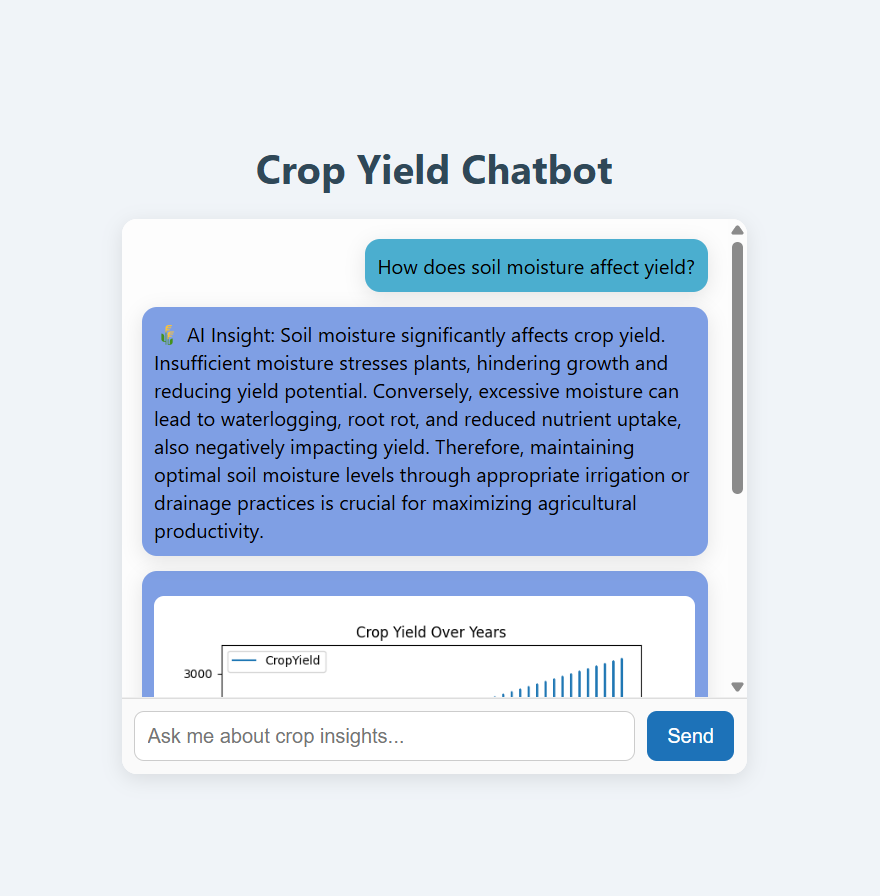 Crop Yield Chatbot
How does soil moisture affect yield?
🌾 AI Insight: Soil moisture significantly affects crop yield.
Insufficient moisture stresses plants, hindering growth and
reducing yield potential. Conversely, excessive moisture can
lead to waterlogging, root rot, and reduced nutrient uptake,
also negatively impacting yield. Therefore, maintaining
optimal soil moisture levels through appropriate irrigation or
drainage practices is crucial for maximizing agricultural
productivity.
Crop Yield Over Years
CropYield
3000
Ask me about crop insights...
Send